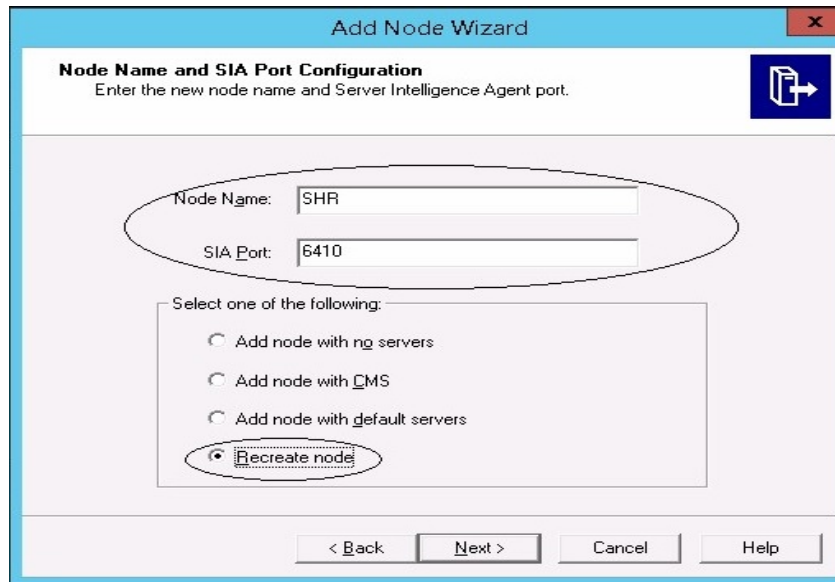 Add Node Wizard
x
Node Name and SIA Port Configuration
Enter the new node name and Server Intelligence Agent port.
Node Name: SHR
SIA Port: 6410
Select one of the following:
Add node with no servers
Add node with CMS
Add node with default servers
Recreate node
< Back Next > Cancel Help